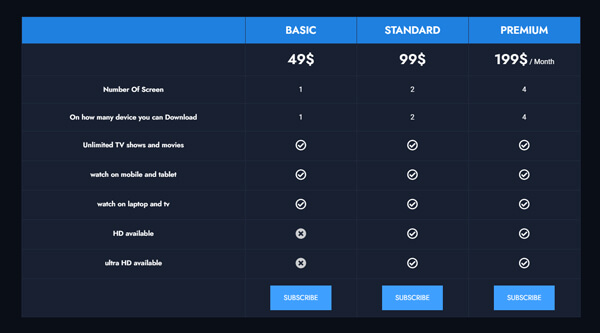 BASIC STANDARD PREMIUM
49$ 99$ 199$ / Month
Number Of Screen 1 2 4
On how many device you can Download 1 2 4
Unlimited TV shows and movies
watch on mobile and tablet
watch on laptop and tv
HD available
ultra HD available
SUBSCRIBE SUBSCRIBE SUBSCRIBE